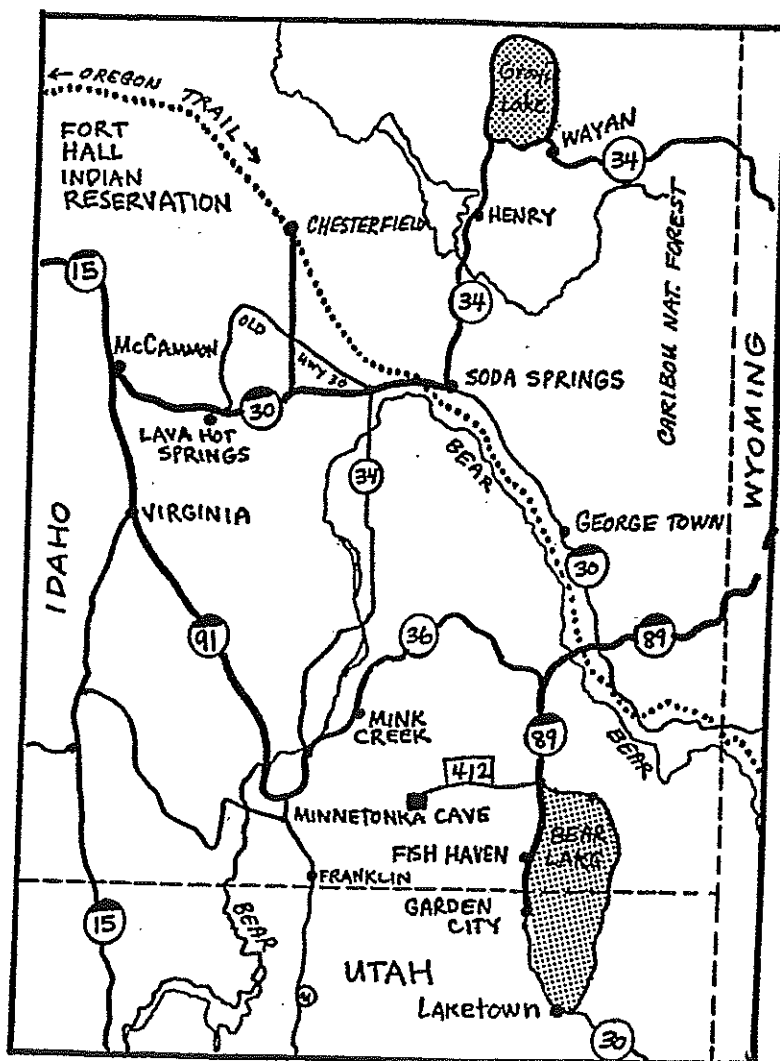 ← OREGON TRAIL →
FORT
HALL
INDIAN
RESERVATION
Grays
Lake
WAYAN
34
CHESTERFIELD
HENRY
CARIBOU NAT. FOREST
15
34
OLD
HWY 30
McCAMMON
SODA SPRINGS
WYOMING
30
LAVA HOT
SPRINGS
BEAR
34
VIRGINIA
GEORGE TOWN
IDAHO
30
91
36
89
MINK
CREEK
89
BEAR
412
MINNETONKA CAVE
BEAR
LAKE
FISH HAVEN
FRANKLIN
GARDEN
CITY
15
BEAR
UTAH
Laketown
30